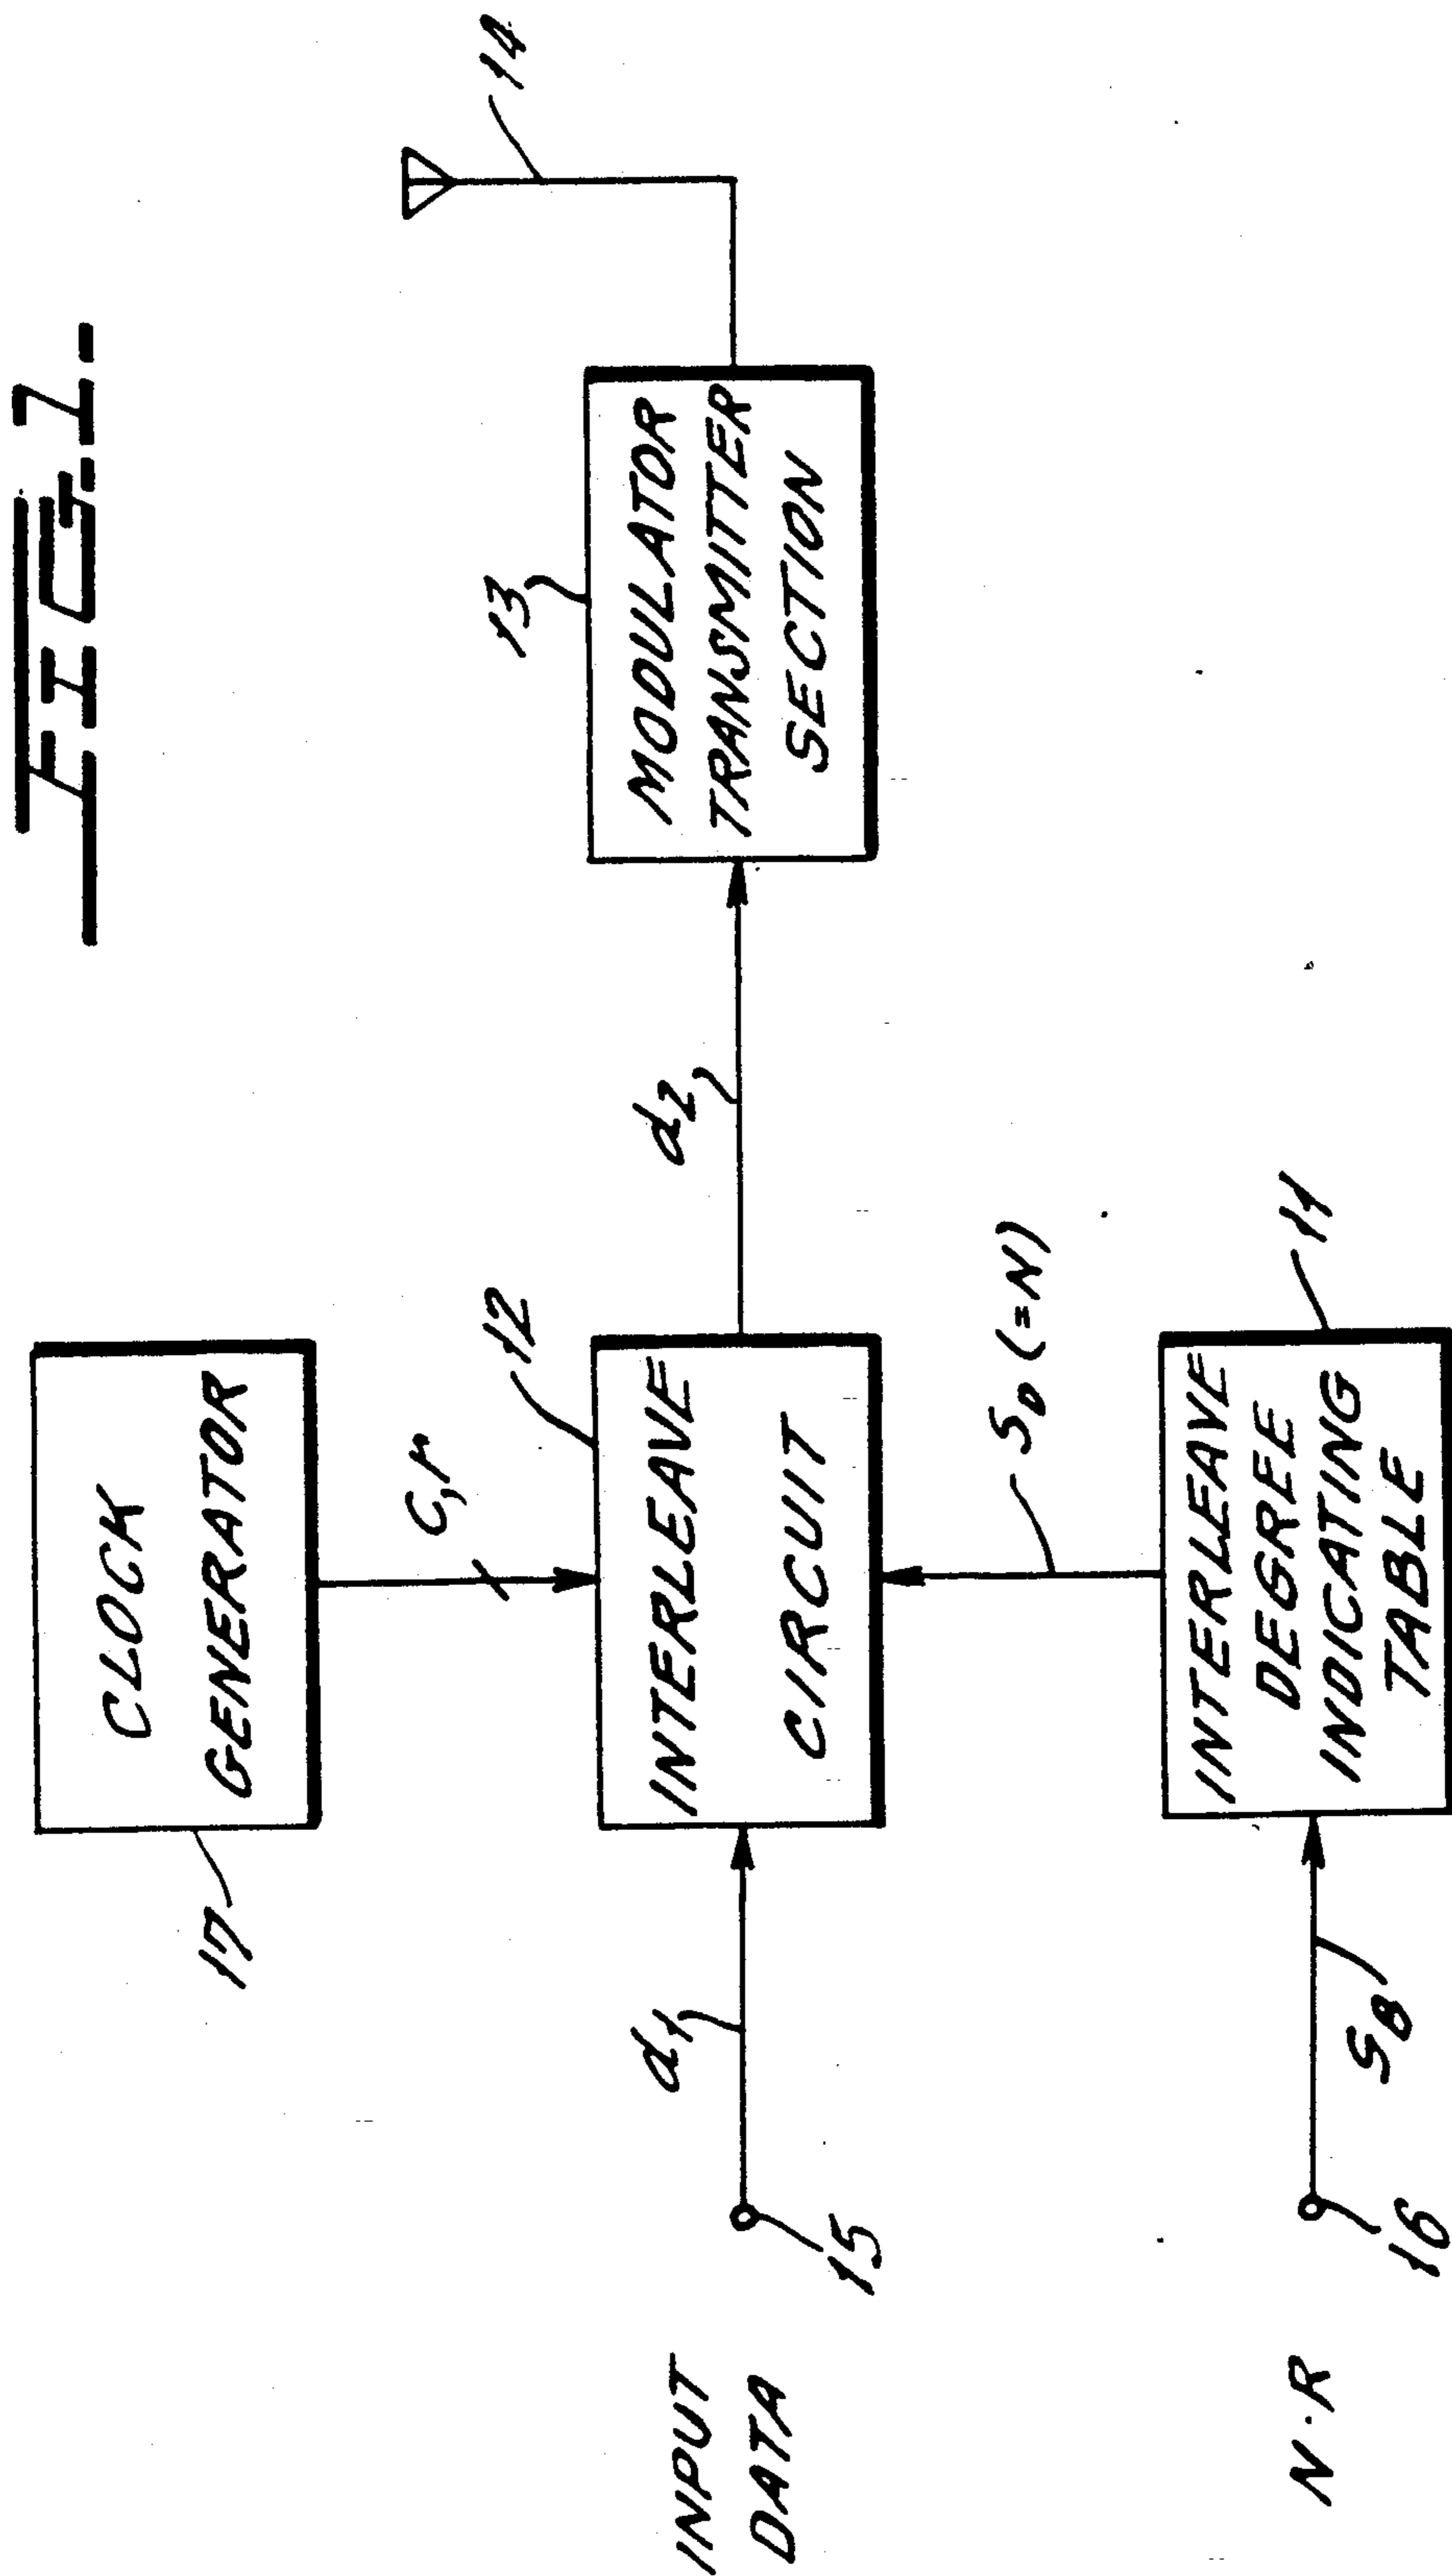 FIG. 1.
17
CLOCK
GENERATOR
C, r
12
13
14
INPUT
DATA
15
d1
INTERLEAVE
CIRCUIT
d2
MODULATOR
TRANSMITTER
SECTION
SD (=N)
N·R
16
SB
INTERLEAVE
DEGREE
INDICATING
TABLE
11